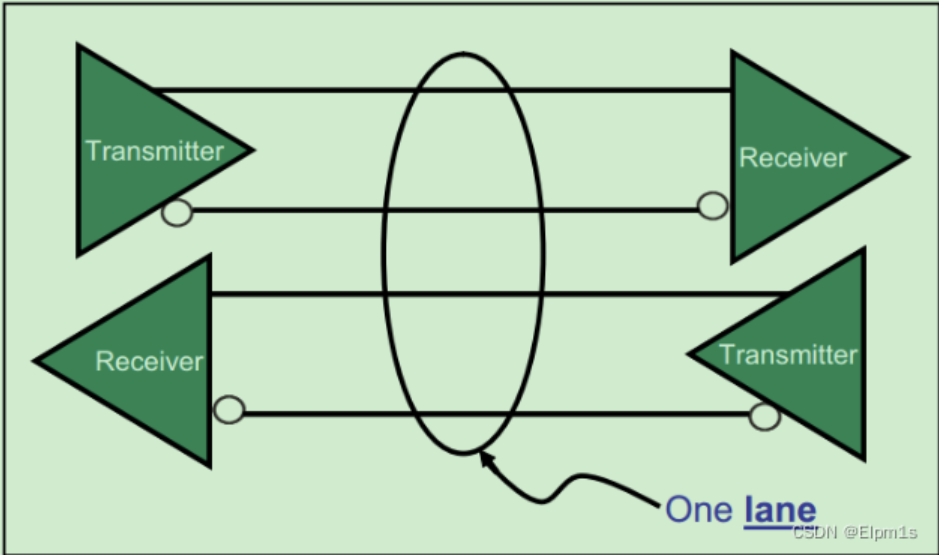 Transmitter
Receiver
Receiver
Transmitter
One lane
CSDN @Elpm1s